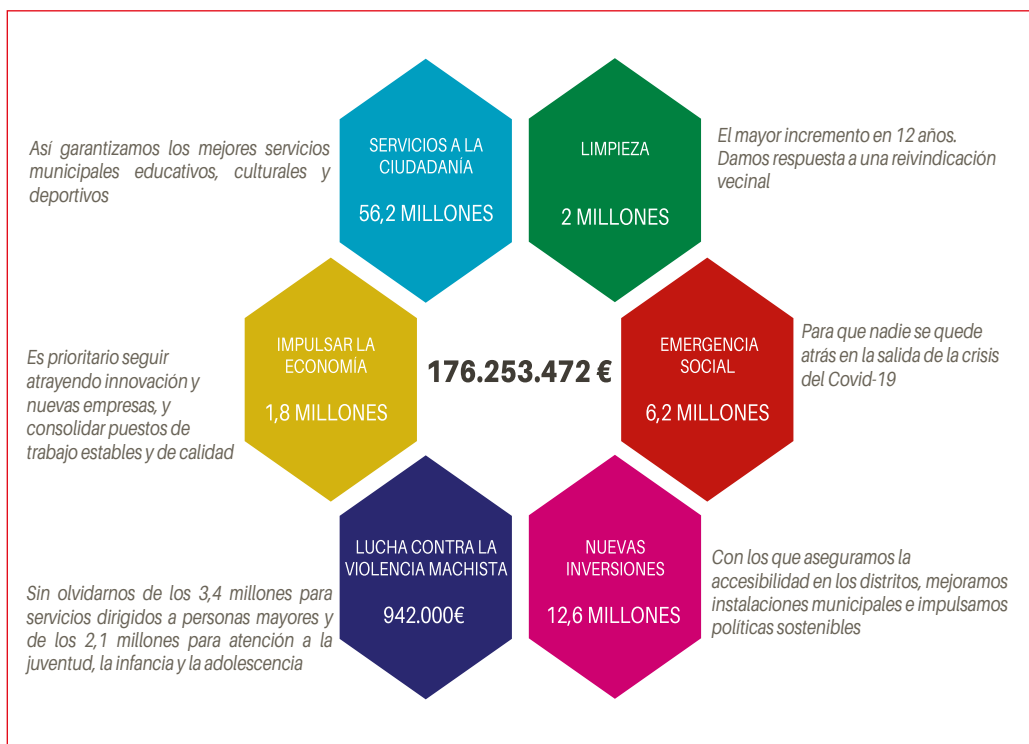 Así garantizamos los mejores servicios
municipales educativos, culturales y
deportivos
SERVICIOS A LA
CIUDADANÍA
56,2 MILLONES
LIMPIEZA
2 MILLONES
El mayor incremento en 12 años.
Damos respuesta a una reivindicación
vecinal
Es prioritario seguir
atrayendo innovación y
nuevas empresas, y
consolidar puestos de
trabajo estables y de calidad
IMPULSAR LA
ECONOMÍA
1,8 MILLONES
176.253.472 €
EMERGENCIA
SOCIAL
6,2 MILLONES
Para que nadie se quede
atrás en la salida de la crisis
del Covid-19
Sin olvidarnos de los 3,4 millones para
servicios dirigidos a personas mayores y
de los 2,1 millones para atención a la
juventud, la infancia y la adolescencia
LUCHA CONTRA LA
VIOLENCIA MACHISTA
942.000€
NUEVAS
INVERSIONES
12,6 MILLONES
Con los que aseguramos la
accesibilidad en los distritos, mejoramos
instalaciones municipales e impulsamos
políticas sostenibles